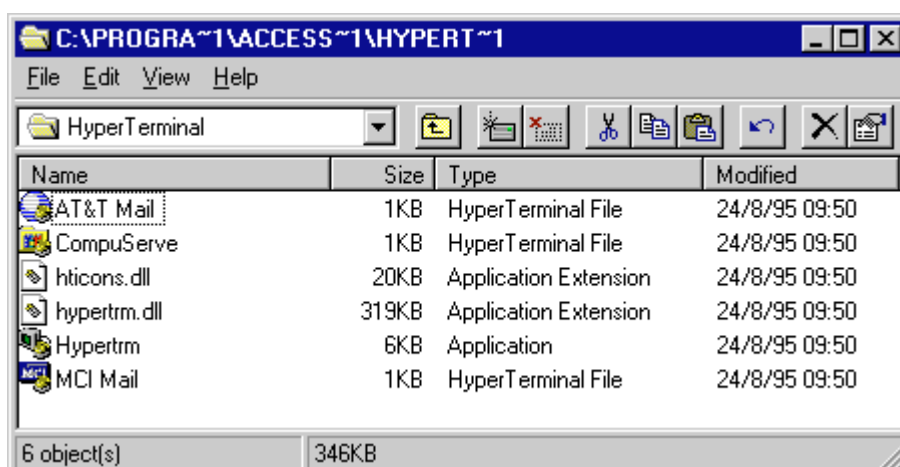 C:\PROGRA~1\ACCESS~1\HYPERT~1
File Edit View Help
HyperTerminal
Name Size Type Modified
AT&T Mail 1KB HyperTerminal File 24/8/95 09:50
CompuServe 1KB HyperTerminal File 24/8/95 09:50
hticons.dll 20KB Application Extension 24/8/95 09:50
hypertrm.dll 319KB Application Extension 24/8/95 09:50
Hypertrm 6KB Application 24/8/95 09:50
MCI Mail 1KB HyperTerminal File 24/8/95 09:50
6 object(s) 346KB